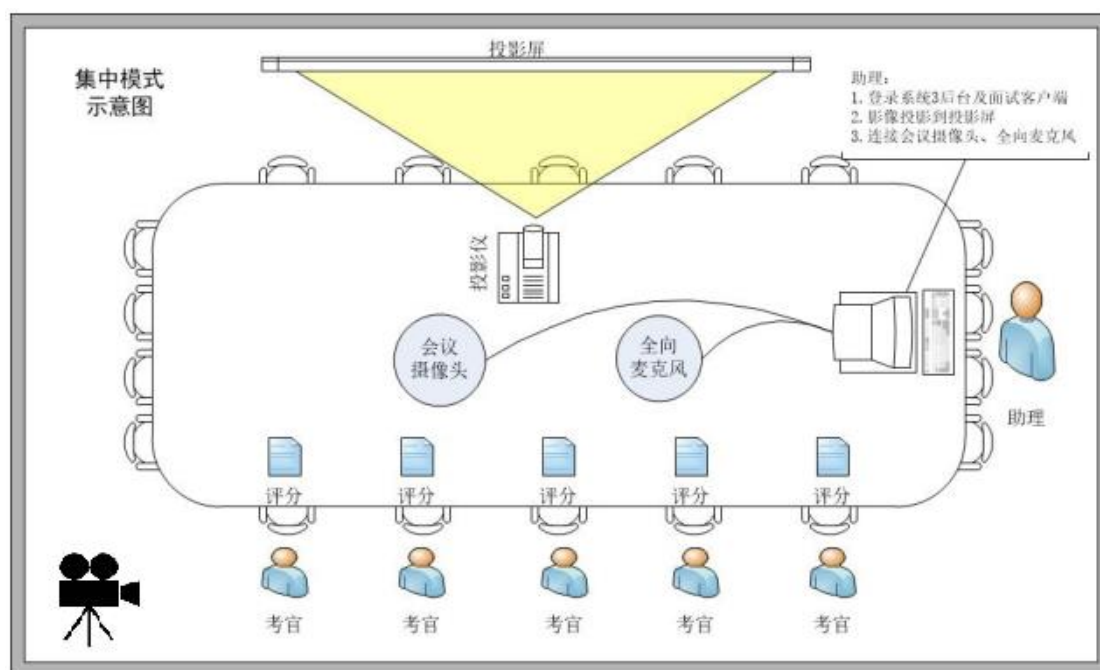 投影屏
集中模式
示意图
助理：
1. 登录系统3后台及面试客户端
2. 影像投影到投影屏
3. 连接会议摄像头、全向麦克风
投影仪
会议
摄像头
全向
麦克风
助理
评分
评分
评分
评分
评分
考官
考官
考官
考官
考官